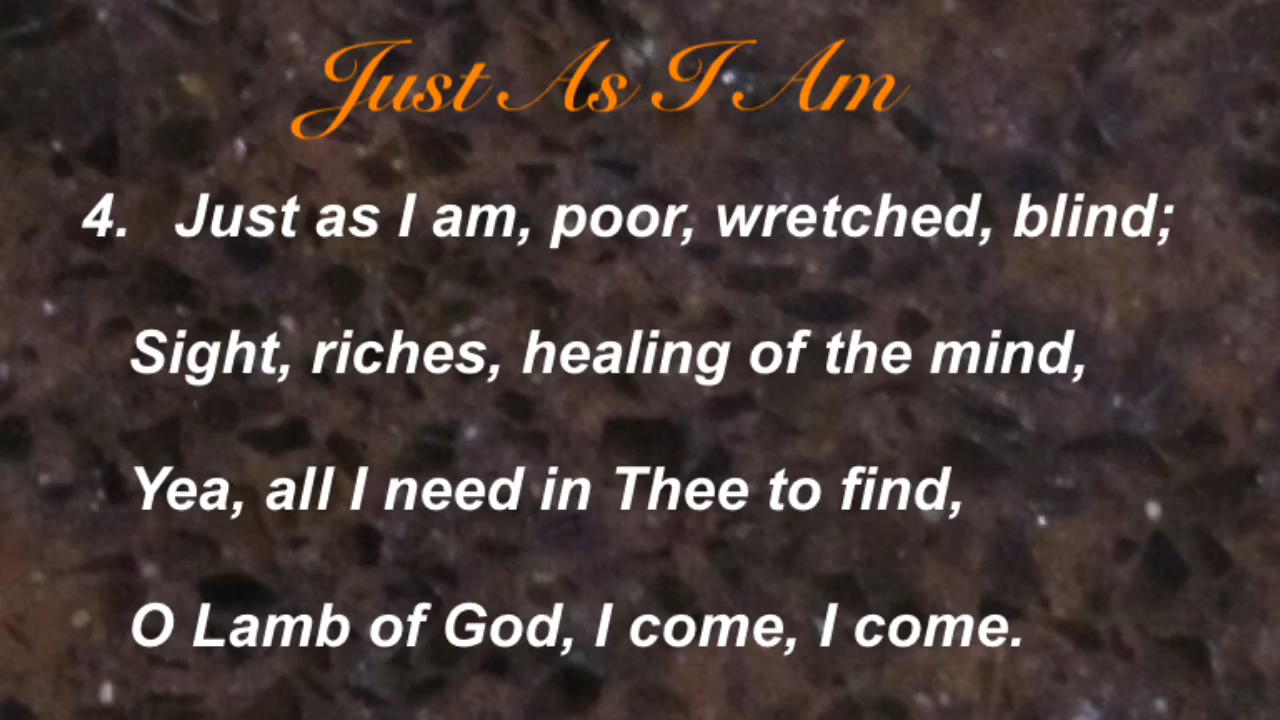 Just As I Am
4. Just as I am, poor, wretched, blind;
Sight, riches, healing of the mind,
Yea, all I need in Thee to find,
O Lamb of God, I come, I come.